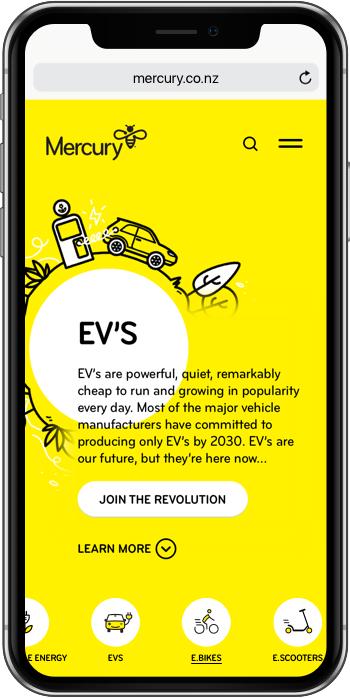 mercury.co.nz
Mercury
EV'S
EV's are powerful, quiet, remarkably
cheap to run and growing in popularity
every day. Most of the major vehicle
manufacturers have committed to
producing only EV's by 2030. EV's are
our future, but they're here now...
JOIN THE REVOLUTION
LEARN MORE
E ENERGY EVS E.BIKES E.SCOOTERS